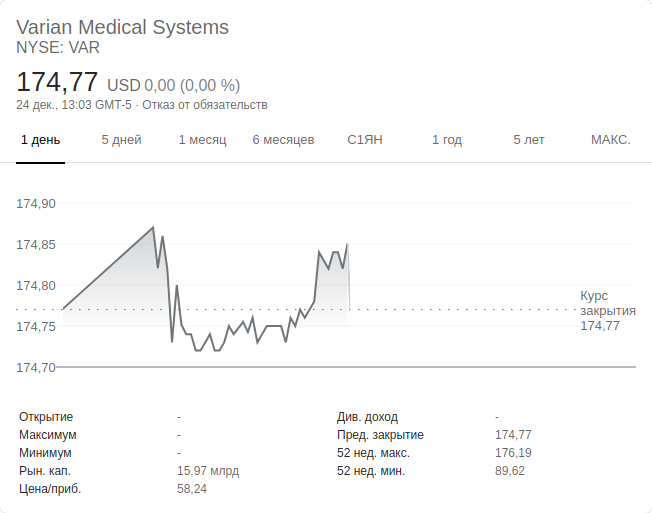 Varian Medical Systems
NYSE: VAR
174,77 USD 0,00 (0,00 %)
24 дек., 13:03 GMT-5 · Отказ от обязательств
1 день 5 дней 1 месяц 6 месяцев С1ЯН 1 год 5 лет МАКС.
174,90
174,85
174,80
174,75
174,70
Курс
закрытия
174,77
Открытие - Див. доход -
Максимум - Пред. закрытие 174,77
Минимум - 52 нед. макс. 176,19
Рын. кап. 15,97 млрд 52 нед. мин. 89,62
Цена/приб. 58,24